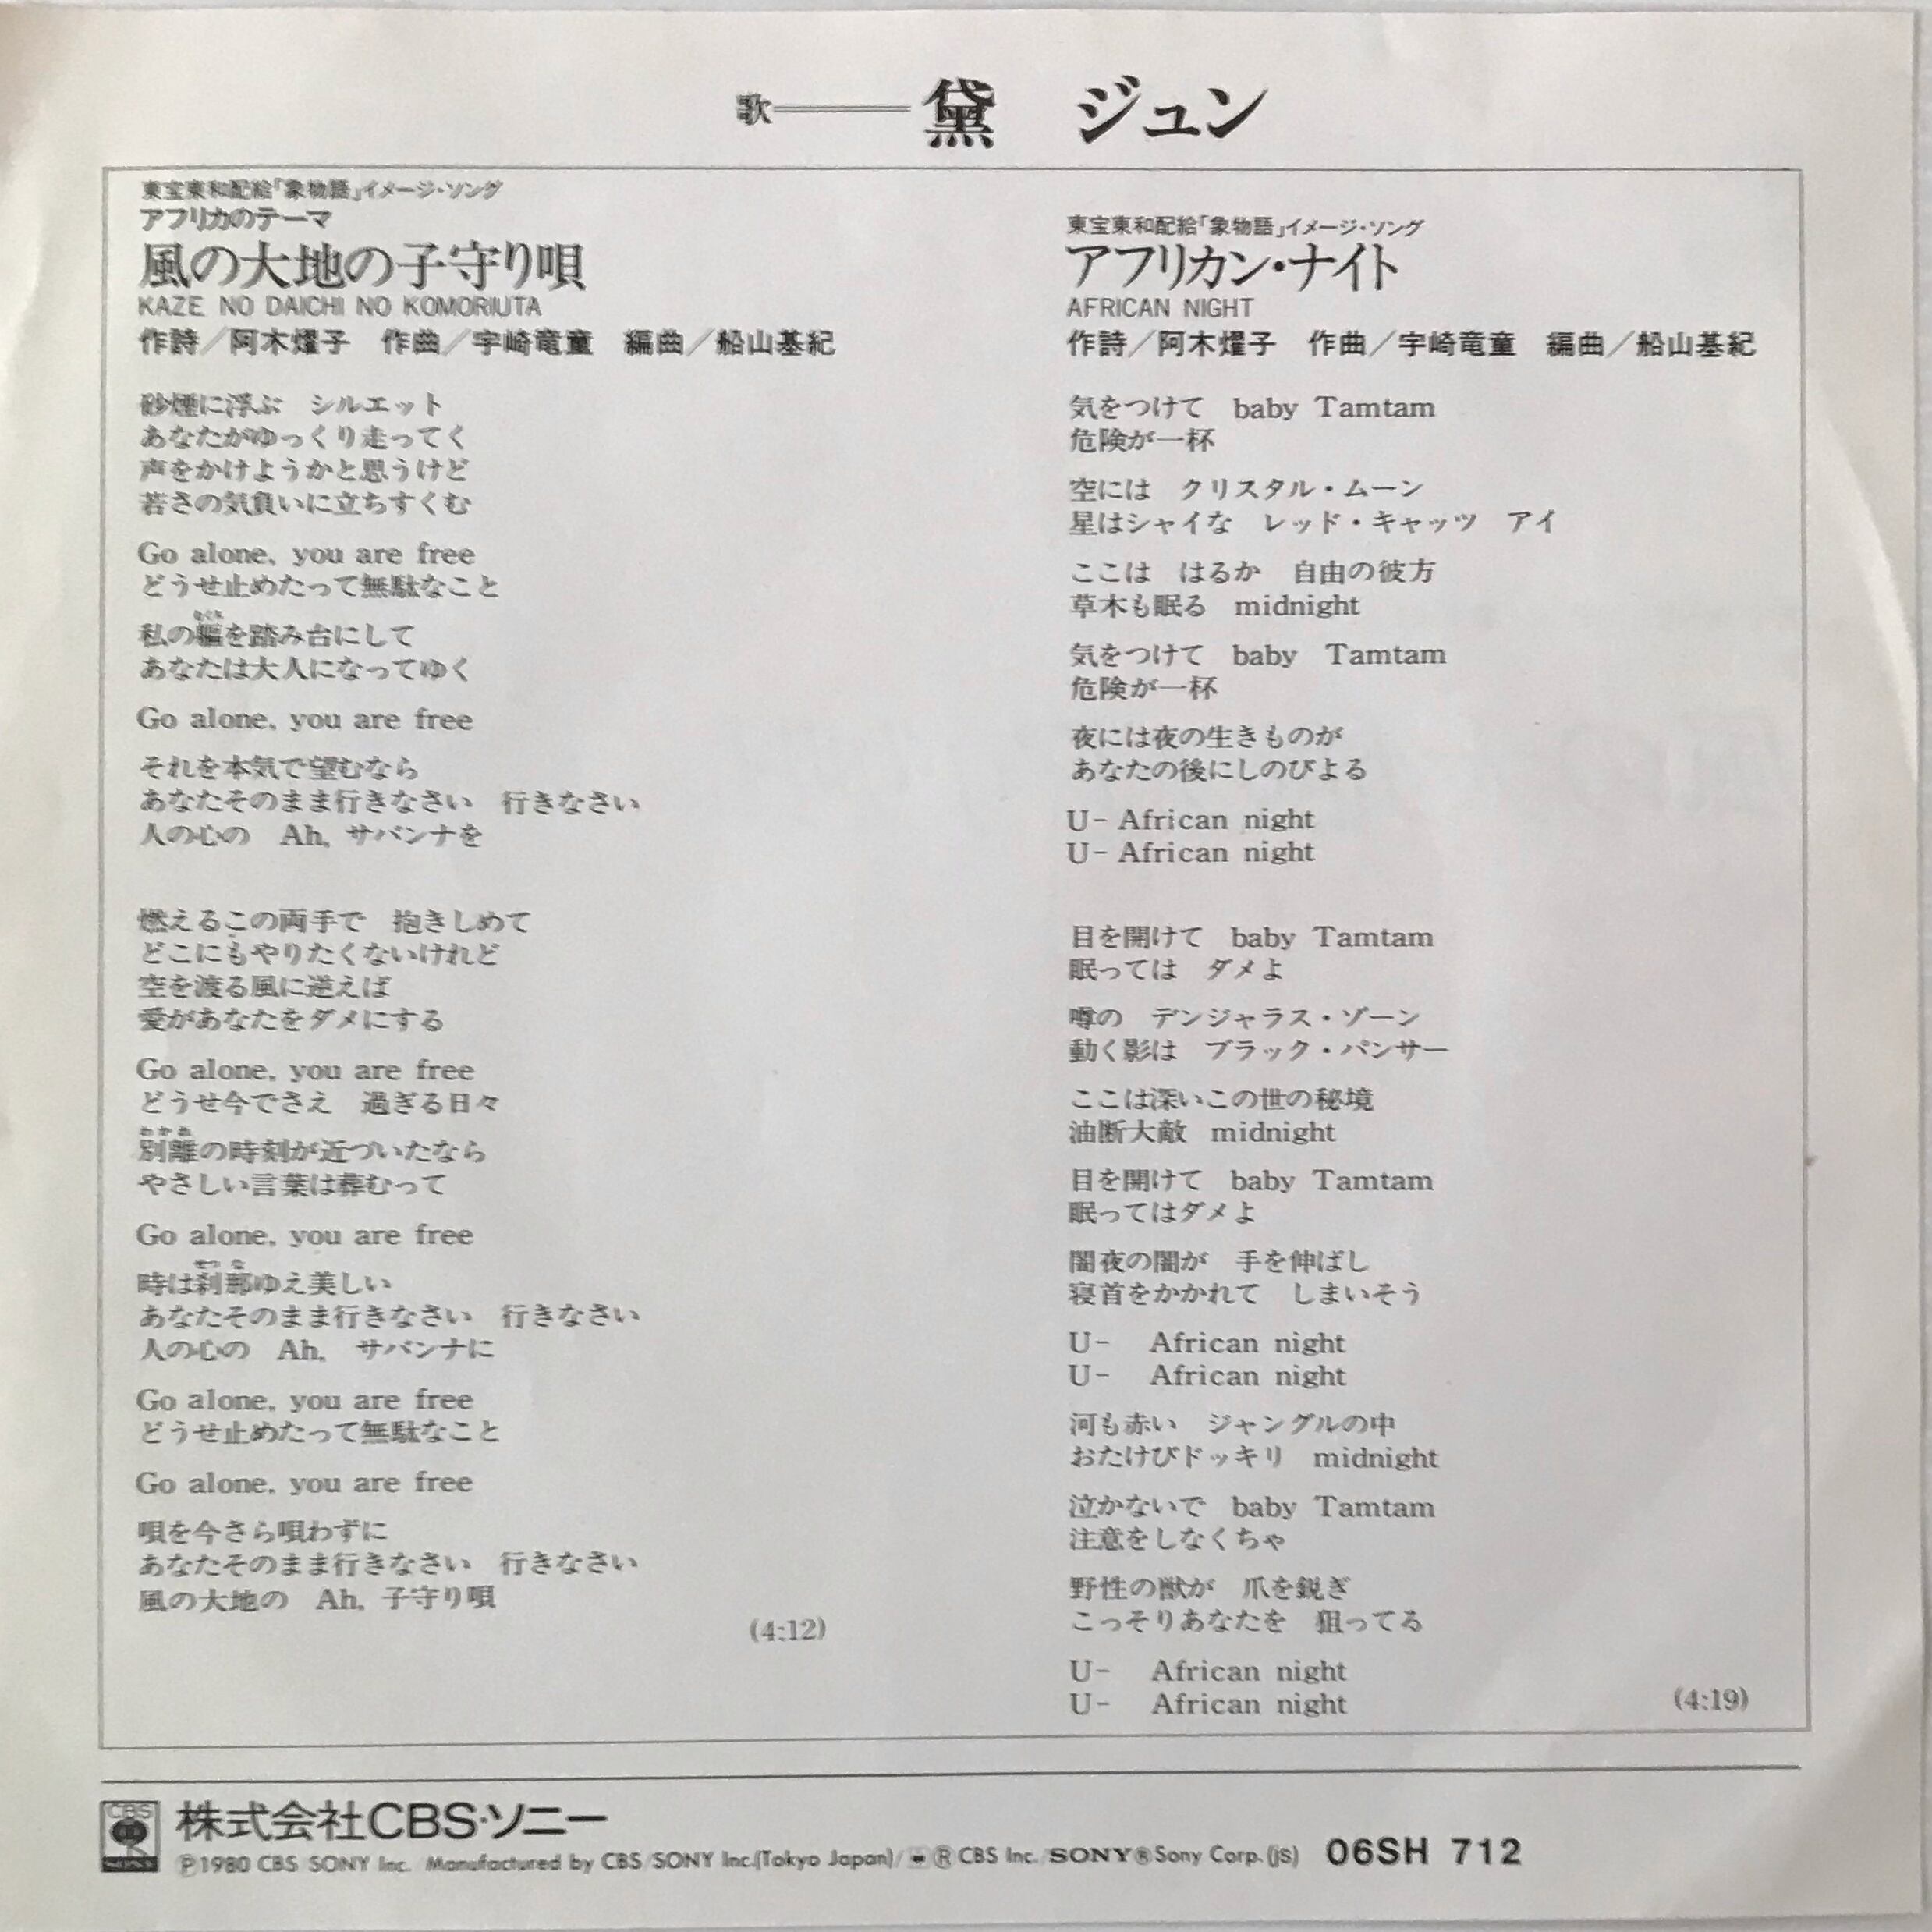 歌──黛　ジュン
東宝東和配給「象物語」イメージ・ソング
アフリカのテーマ
風の大地の子守り唄
KAZE NO DAICHI NO KOMORIUTA
作詩／阿木燿子　作曲／宇崎竜童　編曲／船山基紀
砂煙に浮ぶ　シルエット
あなたがゆっくり走ってく
声をかけようかと思うけど
若さの気負いに立ちすくむ
Go alone, you are free
どうせ止めたって無駄なこと
私の軀を踏み台にして
あなたは大人になってゆく
Go alone, you are free
それを本気で望むなら
あなたそのまま行きなさい　行きなさい
人の心の　Ah, サバンナを
燃えるこの両手で　抱きしめて
どこにもやりたくないけれど
空を渡る風に逆えば
愛があなたをダメにする
Go alone, you are free
どうせ今でさえ　過ぎる日々
別離の時刻が近づいたなら
やさしい言葉は葬むって
Go alone, you are free
時は刹那ゆえ美しい
あなたそのまま行きなさい　行きなさい
人の心の　Ah,　サバンナに
Go alone, you are free
どうせ止めたって無駄なこと
Go alone, you are free
唄を今さら唄わずに
あなたそのまま行きなさい　行きなさい
風の大地の　Ah, 子守り唄
(4:12)
東宝東和配給「象物語」イメージ・ソング
アフリカン・ナイト
AFRICAN NIGHT
作詩／阿木燿子　作曲／宇崎竜童　編曲／船山基紀
気をつけて　baby Tamtam
危険が一杯
空には　クリスタル・ムーン
星はシャイな　レッド・キャッツ　アイ
ここは　はるか　自由の彼方
草木も眠る　midnight
気をつけて　baby　Tamtam
危険が一杯
夜には夜の生きものが
あなたの後にしのびよる
U- African night
U- African night
目を開けて　baby Tamtam
眠っては　ダメよ
噂の　デンジャラス・ゾーン
動く影は　ブラック・パンサー
ここは深いこの世の秘境
油断大敵　midnight
目を開けて　baby Tamtam
眠ってはダメよ
闇夜の闇が　手を伸ばし
寝首をかかれて　しまいそう
U-　African night
U-　African night
河も赤い　ジャングルの中
おたけびドッキリ　midnight
泣かないで　baby Tamtam
注意をしなくちゃ
野性の獣が　爪を鋭ぎ
こっそりあなたを　狙ってる
U-　African night
U-　African night
(4:19)
CBS
株式会社CBS・ソニー
Ⓟ1980 CBS/SONY Inc. Manufactured by CBS/SONY Inc.(Tokyo Japan)/ ® CBS Inc. SONY® Sony Corp. (js) 06SH 712